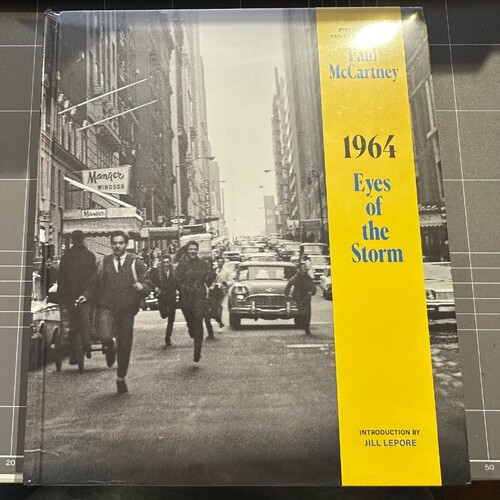 Paul
McCartney
1964
Eyes
of
the
Storm
INTRODUCTION BY
JILL LEPORE
Manger
WINDSOR
Manger
20
50